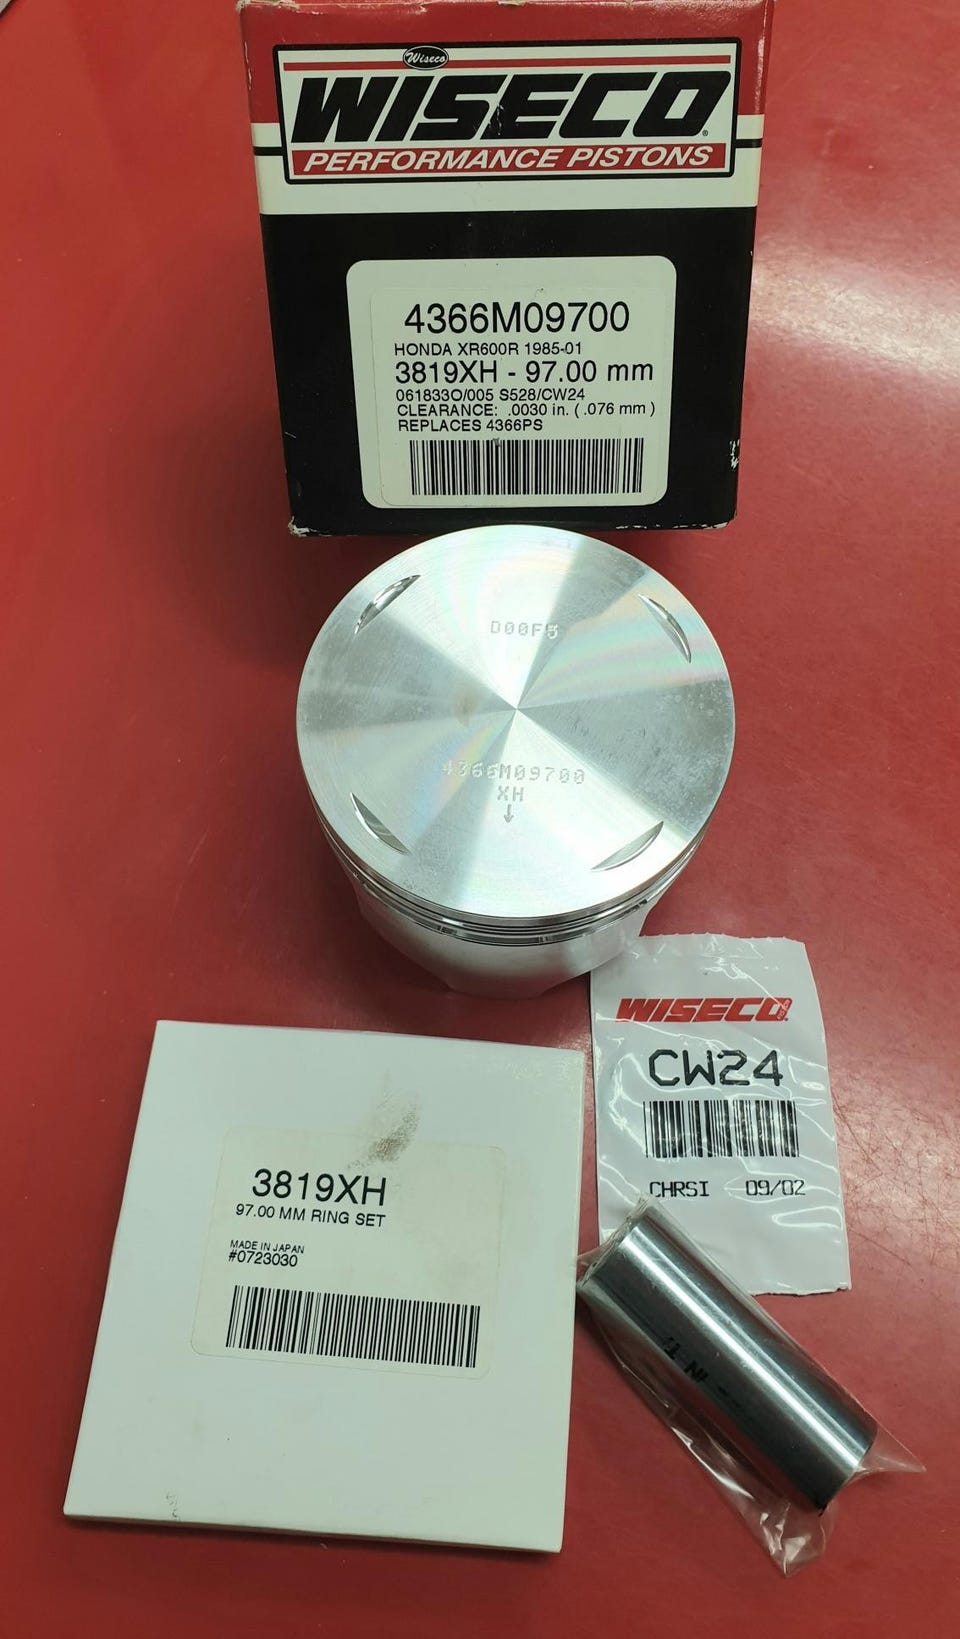 Wiseco
WISECO®
PERFORMANCE PISTONS
4366M09700
HONDA XR600R 1985-01
3819XH - 97.00 mm
061833O/005 S528/CW24
CLEARANCE: .0030 in. ( .076 mm )
REPLACES 4366PS
D00F5
4366M09700
XH
↓
WISECO
CW24
CHRSI 09/02
3819XH
97.00 MM RING SET
MADE IN JAPAN
#0723030